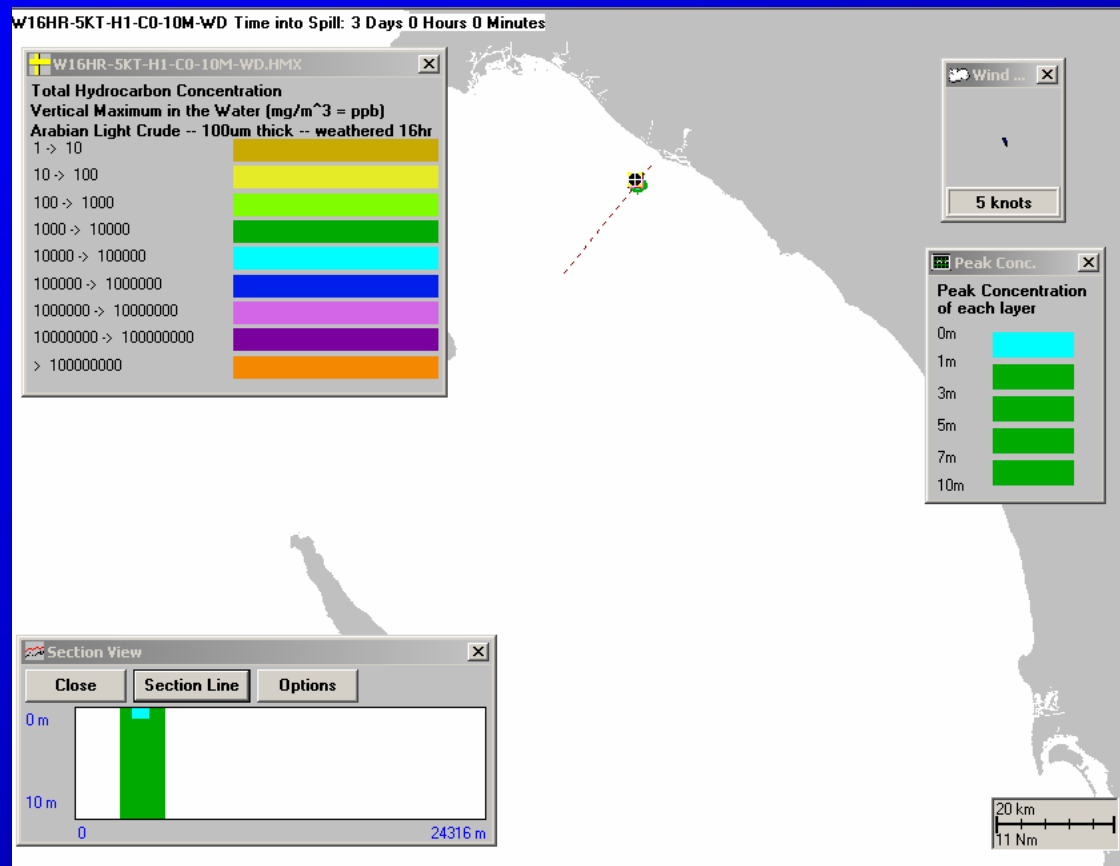 W16HR-5KT-H1-C0-10M-WD Time into Spill: 3 Days 0 Hours 0 Minutes
W16HR-5KT-H1-C0-10M-WD.HMX
Total Hydrocarbon Concentration
Vertical Maximum in the Water (mg/m^3 = ppb)
Arabian Light Crude -- 100um thick -- weathered 16hr
1 -> 10
10 -> 100
100 -> 1000
1000 -> 10000
10000 -> 100000
100000 -> 1000000
1000000 -> 10000000
10000000 -> 100000000
> 100000000
Wind ...
5 knots
Peak Conc.
Peak Concentration
of each layer
0m
1m
3m
5m
7m
10m
Section View
Close Section Line Options
0 m
10 m
0 24316 m
20 km
11 Nm